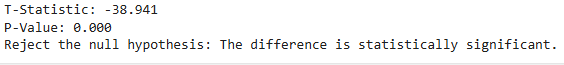 T-Statistic: -38.941
P-Value: 0.000
Reject the null hypothesis: The difference is statistically significant.